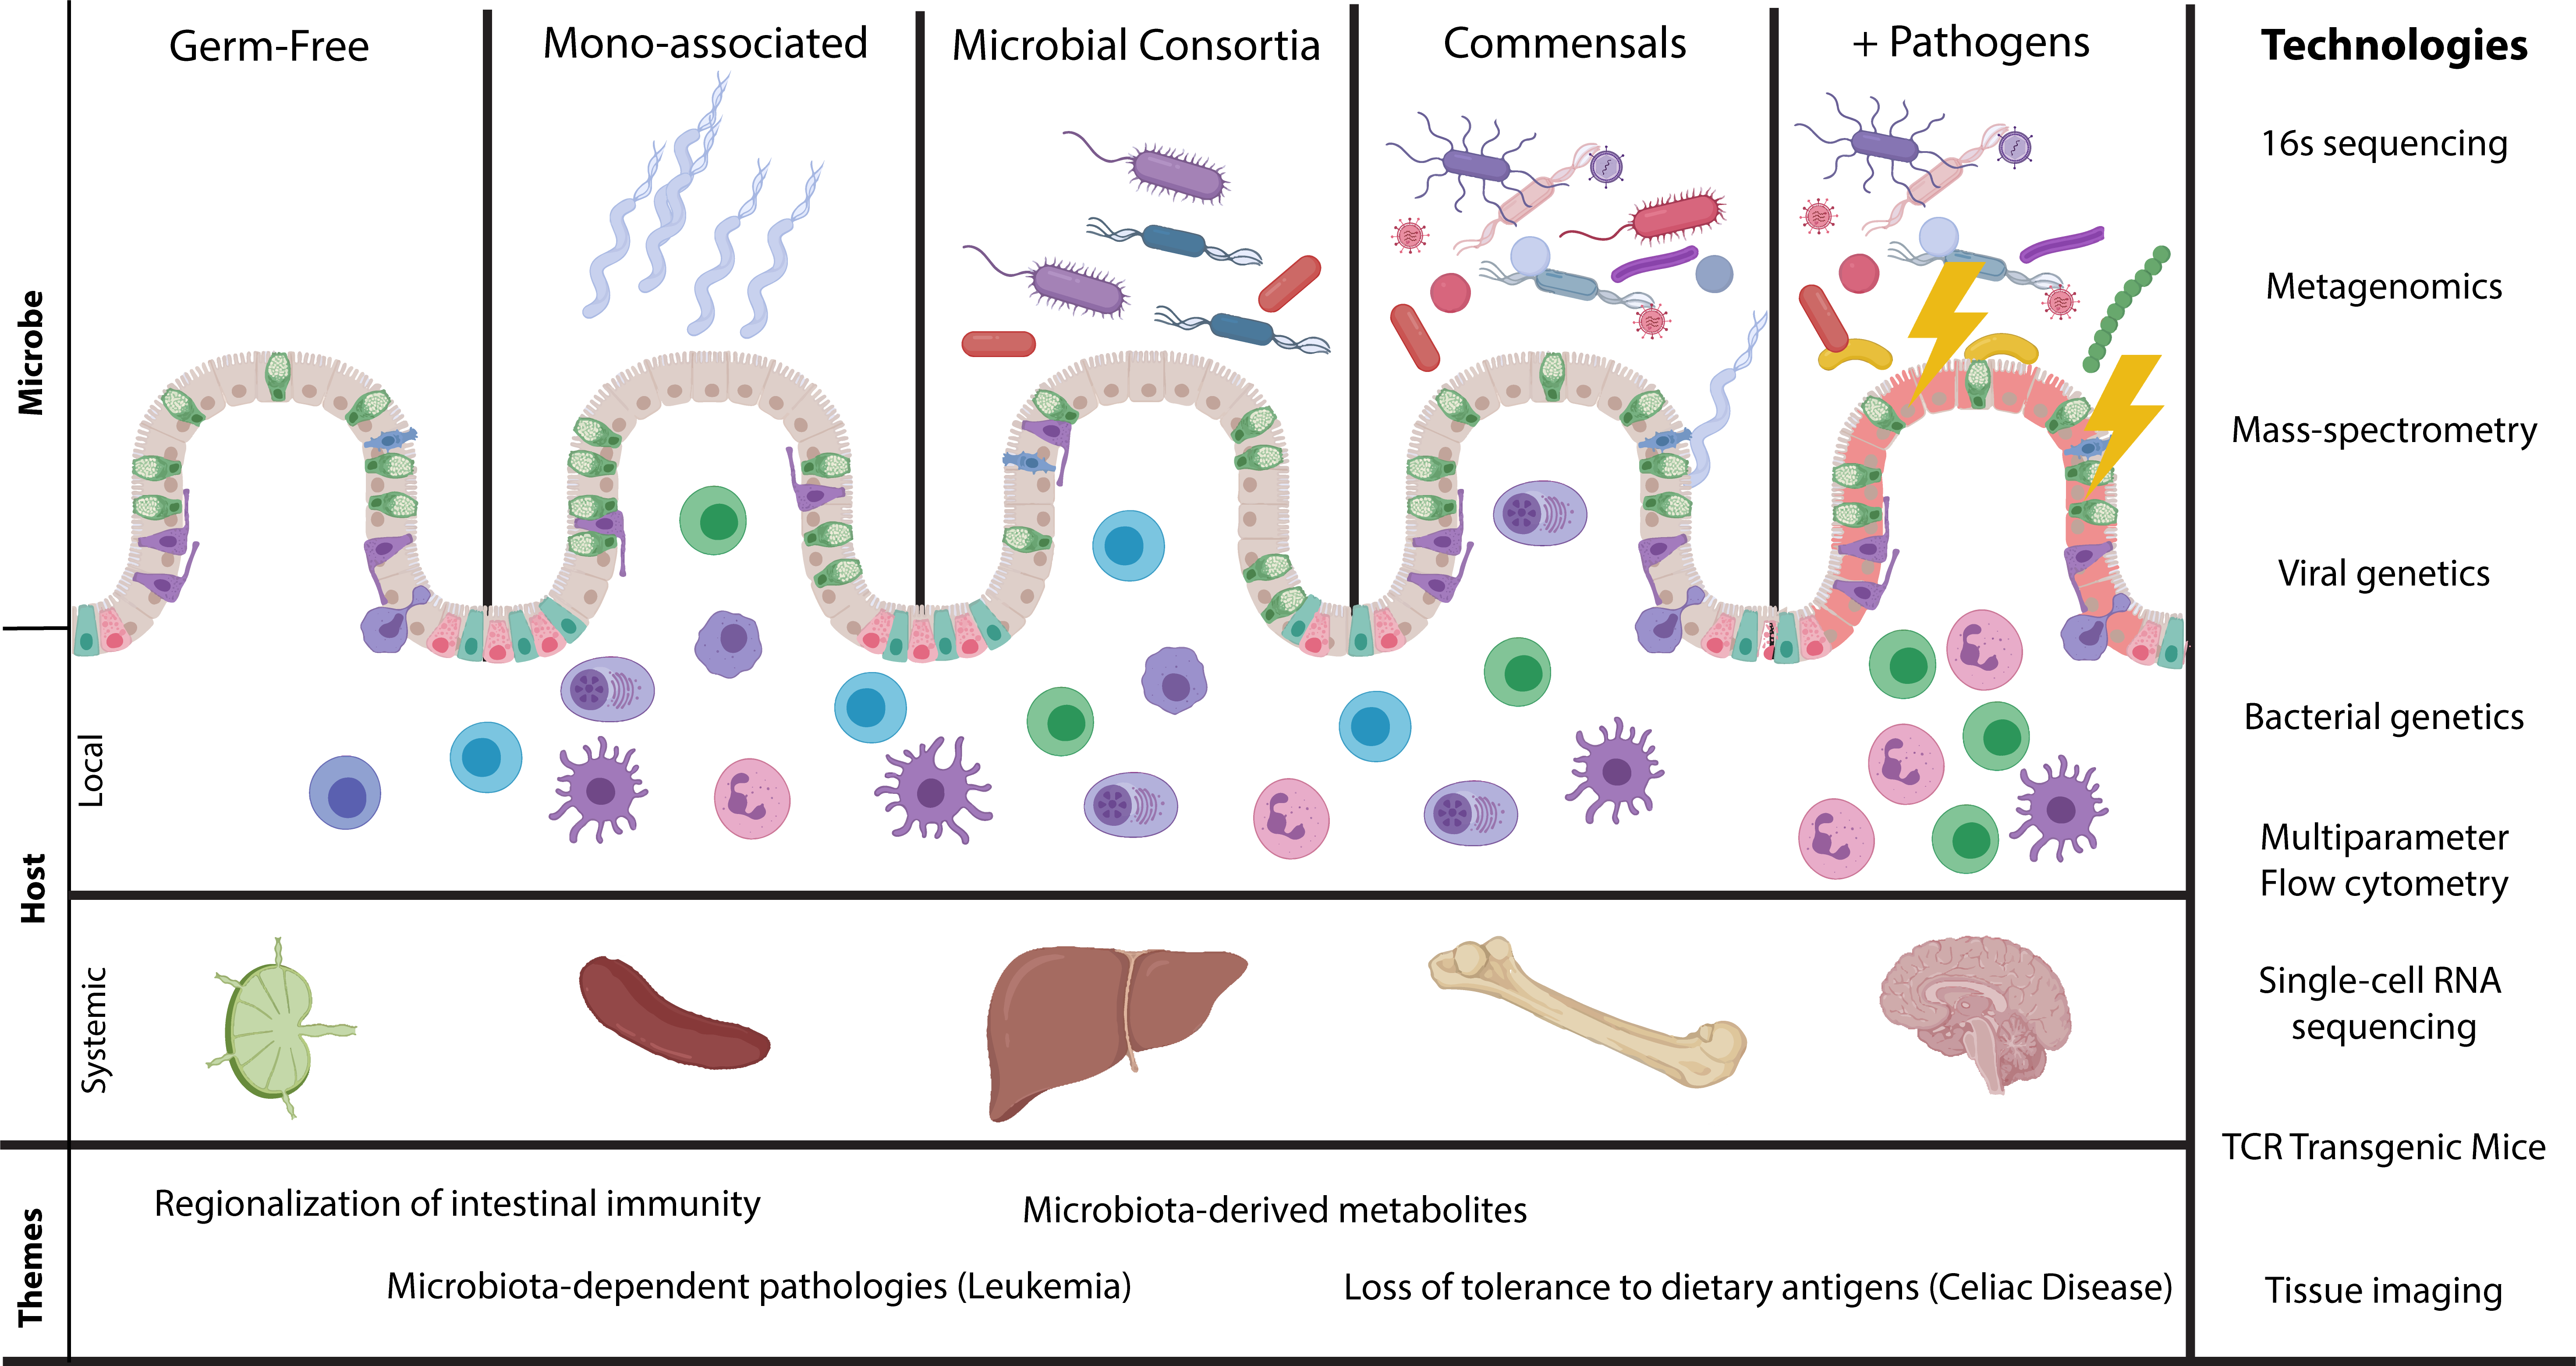 Germ-Free
Mono-associated
Microbial Consortia
Commensals
+ Pathogens
Technologies
Microbe
Host
Local
Systemic
Themes
16s sequencing
Metagenomics
Mass-spectrometry
Viral genetics
Bacterial genetics
Multiparameter
Flow cytometry
Single-cell RNA
sequencing
TCR Transgenic Mice
Tissue imaging
Regionalization of intestinal immunity
Microbiota-derived metabolites
Microbiota-dependent pathologies (Leukemia)
Loss of tolerance to dietary antigens (Celiac Disease)